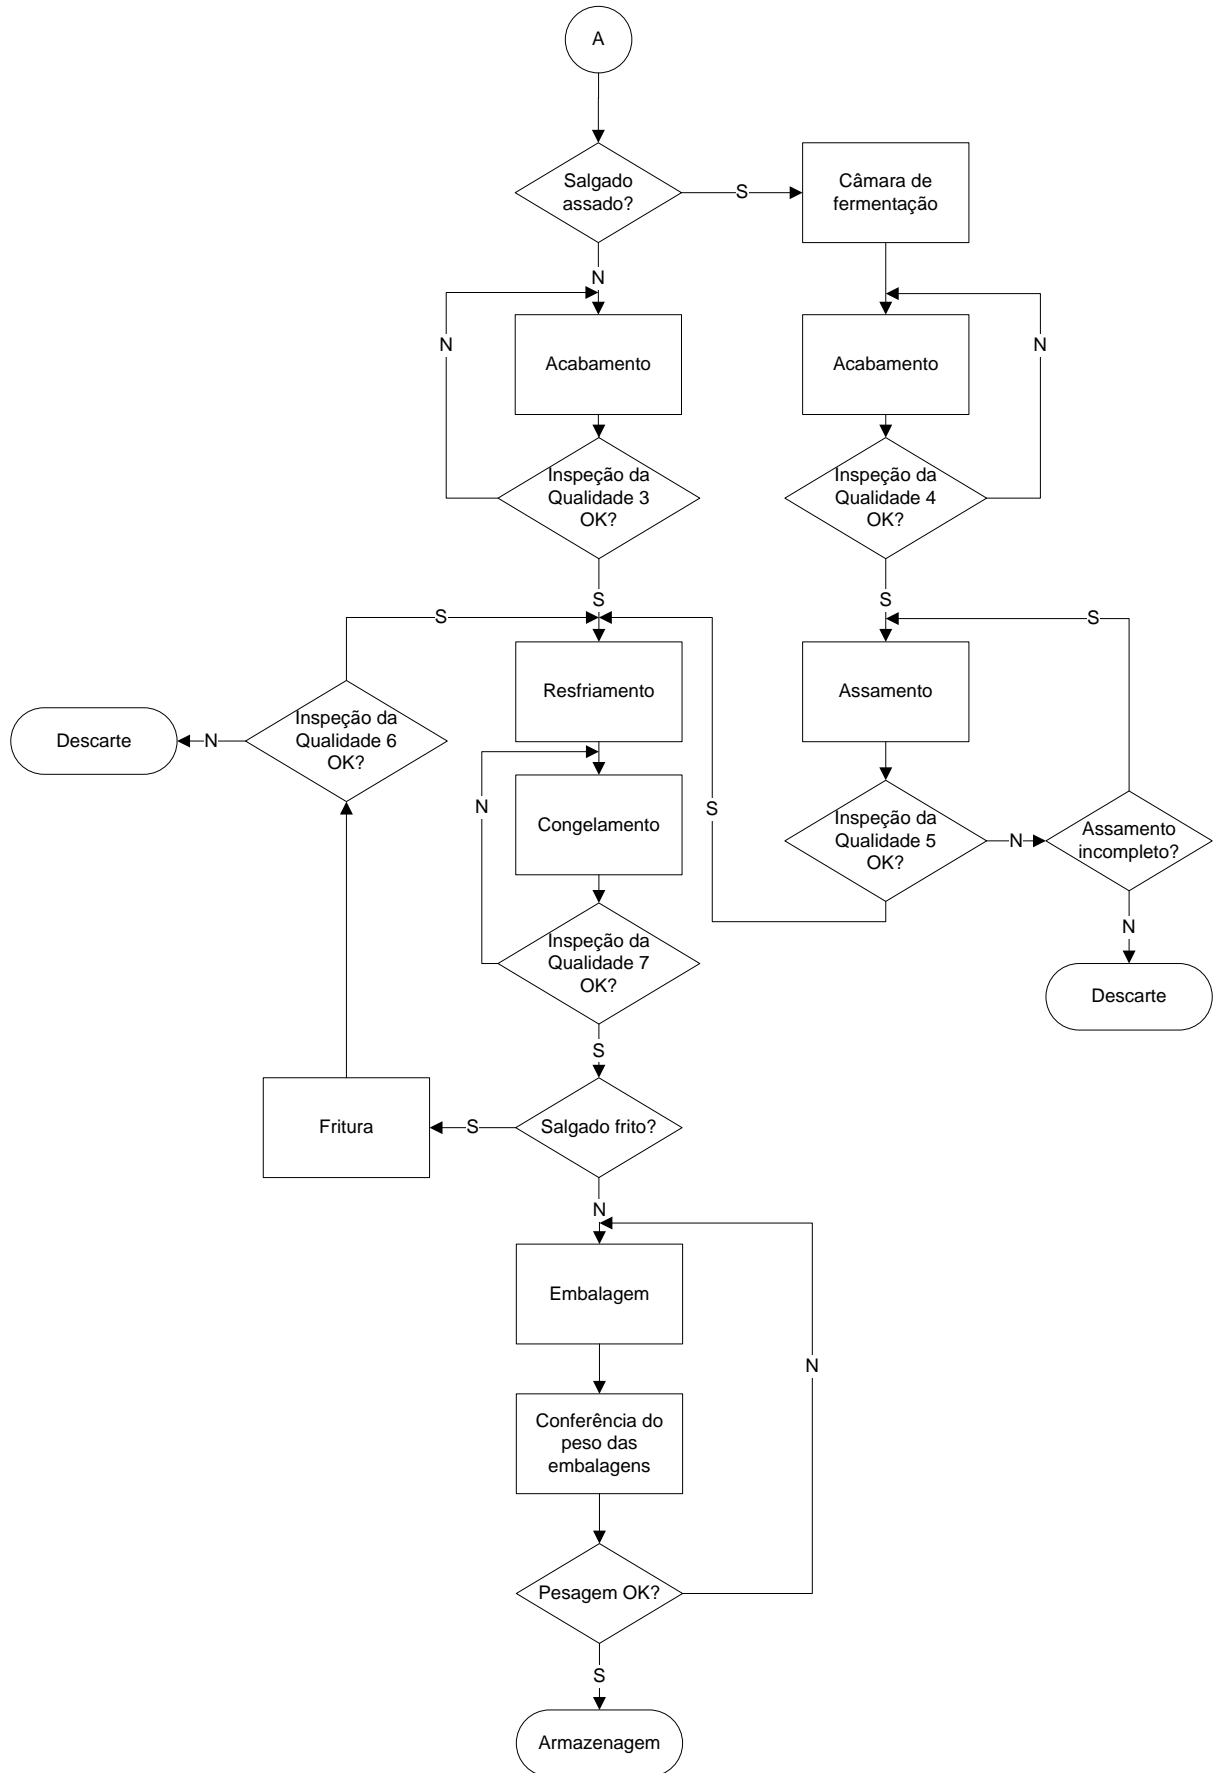 A
Salgado
assado?
S
Câmara de
fermentação
N
N
Acabamento
Acabamento
N
Inspeção da
Qualidade 3
OK?
Inspeção da
Qualidade 4
OK?
S
S
S
S
Resfriamento
Assamento
Descarte
N
Inspeção da
Qualidade 6
OK?
N
Congelamento
S
Inspeção da
Qualidade 5
OK?
N
Assamento
incompleto?
N
Inspeção da
Qualidade 7
OK?
Descarte
S
Fritura
S
Salgado frito?
N
Embalagem
N
Conferência do
peso das
embalagens
Pesagem OK?
S
Armazenagem